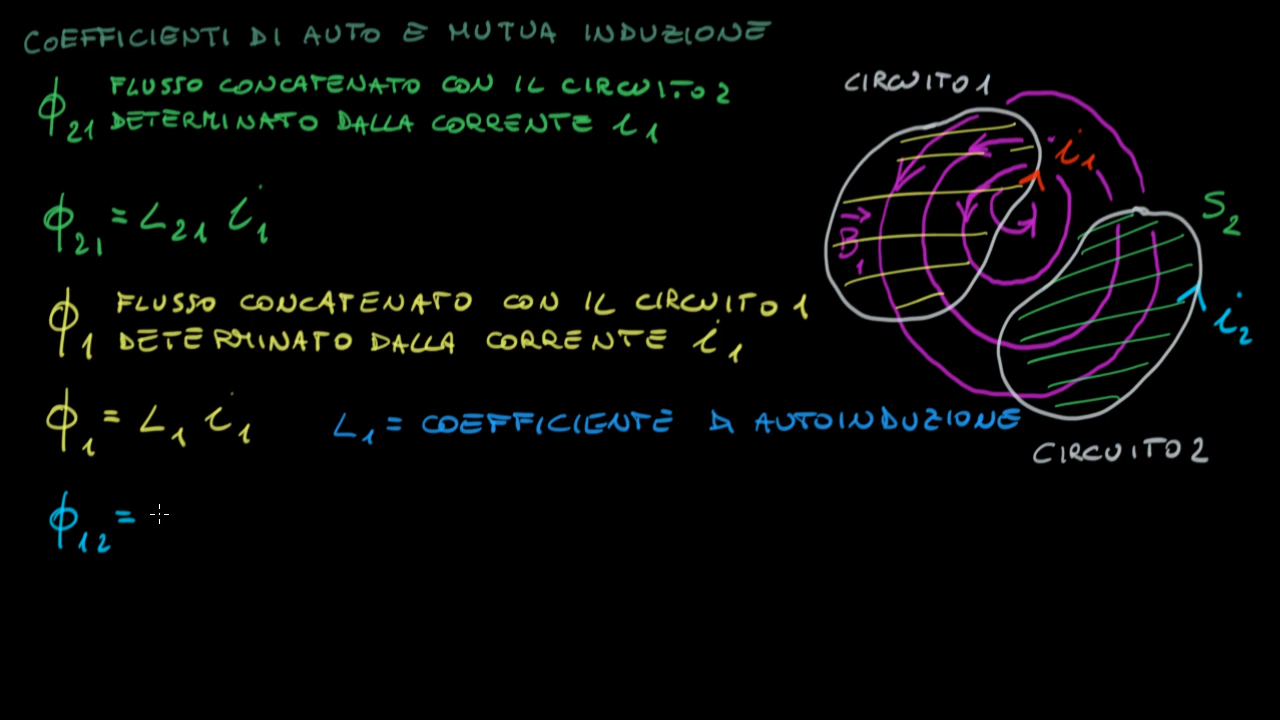 COEFFICIENTI DI AUTO E MUTUA INDUZIONE
ϕ21 FLUSSO CONCATENATO CON IL CIRCUITO 2
DETERMINATO DALLA CORRENTE i1
ϕ21 = L21 i1
ϕ1 FLUSSO CONCATENATO CON IL CIRCUITO 1
DETERMINATO DALLA CORRENTE i1
ϕ1 = L1 i1 L1 = COEFFICIENTE DI AUTOINDUZIONE
ϕ12 =
CIRCUITO 1
i1
B1
S2
i2
CIRCUITO 2